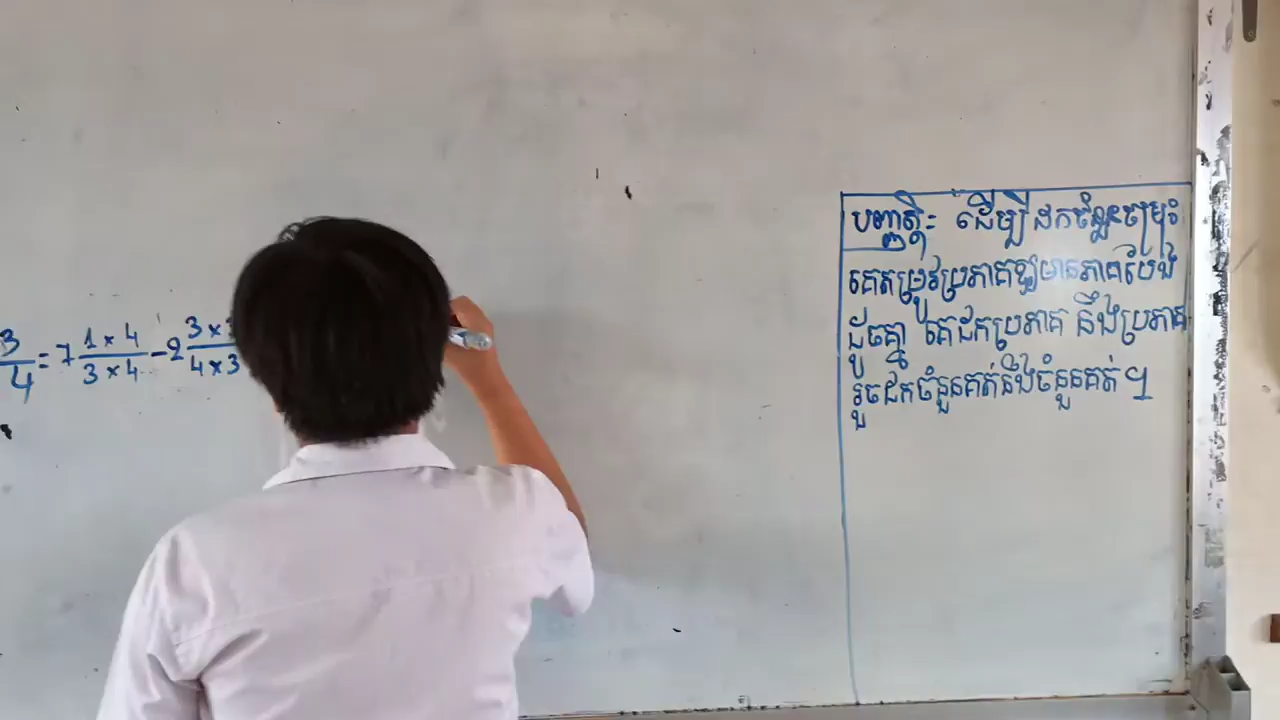 3/4 = 7 1×4/3×4 − 2 3×3/4×3
បញ្ញត្តិ៖ ដើម្បីដកចំនួនចម្រុះ
គេតម្រូវប្រភាគឱ្យមានភាគបែង
ដូចគ្នា គេដកប្រភាគ នឹងប្រភាគ
រួចដកចំនួនគត់នឹងចំនួនគត់។